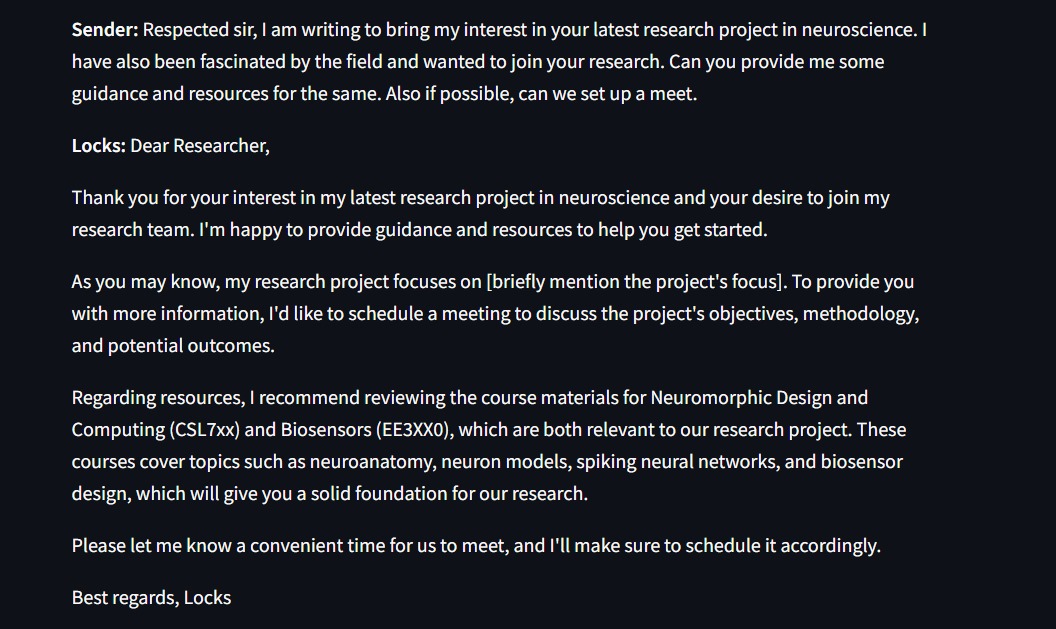 Sender: Respected sir, I am writing to bring my interest in your latest research project in neuroscience. I
have also been fascinated by the field and wanted to join your research. Can you provide me some
guidance and resources for the same. Also if possible, can we set up a meet.
Locks: Dear Researcher,
Thank you for your interest in my latest research project in neuroscience and your desire to join my
research team. I'm happy to provide guidance and resources to help you get started.
As you may know, my research project focuses on [briefly mention the project's focus]. To provide you
with more information, I'd like to schedule a meeting to discuss the project's objectives, methodology,
and potential outcomes.
Regarding resources, I recommend reviewing the course materials for Neuromorphic Design and
Computing (CSL7xx) and Biosensors (EE3XX0), which are both relevant to our research project. These
courses cover topics such as neuroanatomy, neuron models, spiking neural networks, and biosensor
design, which will give you a solid foundation for our research.
Please let me know a convenient time for us to meet, and I'll make sure to schedule it accordingly.
Best regards, Locks